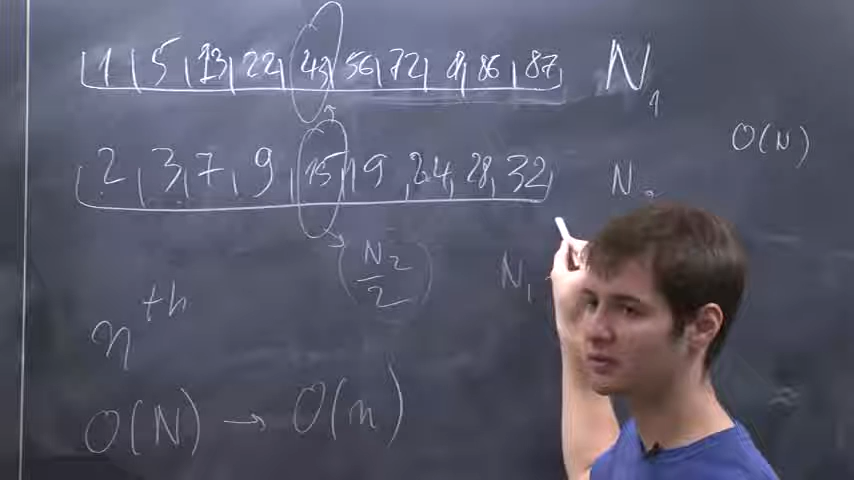 1 5 13 22 43 56 72 81 86 87 N₁
O(N)
2 3 7 9 15 19 24 28 32 N₂
(N₂/2)
N₁
nᵗʰ
O(N) → O(n)